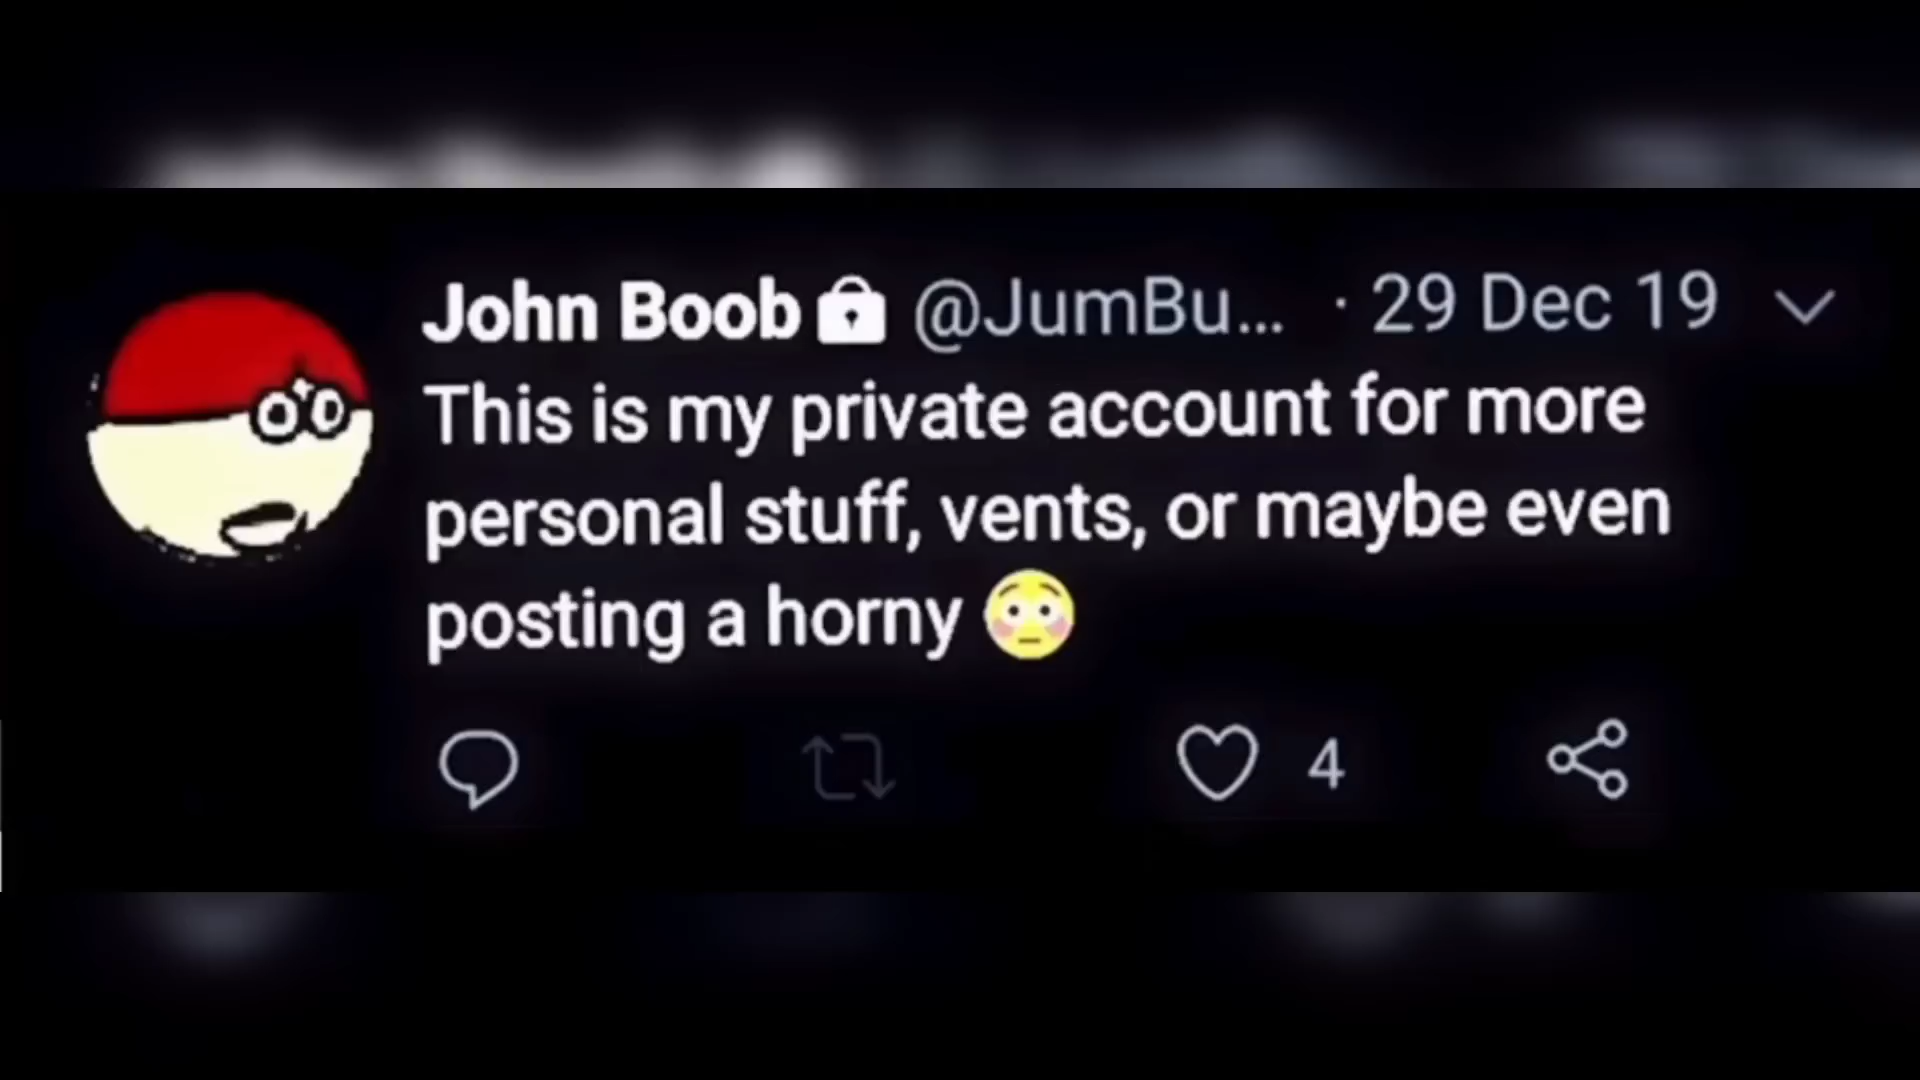 John Boob @JumBu... · 29 Dec 19
This is my private account for more
personal stuff, vents, or maybe even
posting a horny 😳
4